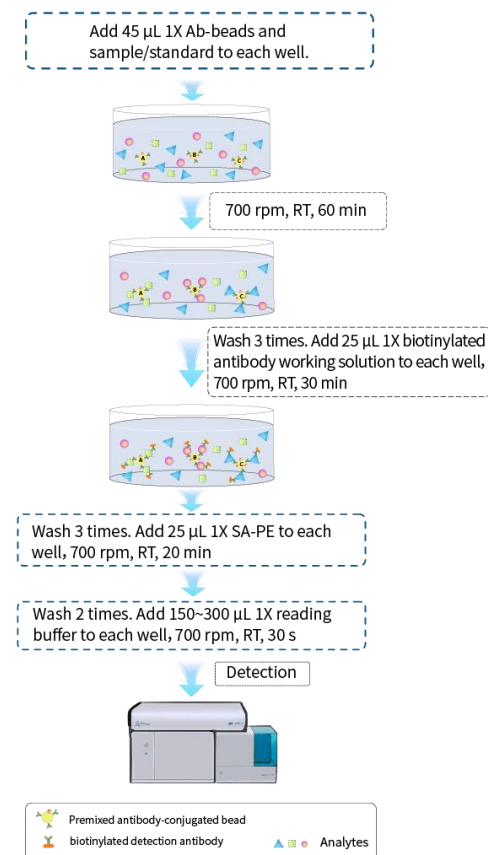 Add 45 µL 1X Ab-beads and
sample/standard to each well.
A
B
C
700 rpm, RT, 60 min
A
B
C
Wash 3 times. Add 25 µL 1X biotinylated
antibody working solution to each well,
700 rpm, RT, 30 min
A
B
C
Wash 3 times. Add 25 µL 1X SA-PE to each
well, 700 rpm, RT, 20 min
Wash 2 times. Add 150~300 µL 1X reading
buffer to each well, 700 rpm, RT, 30 s
Detection
Premixed antibody-conjugated bead
biotinylated detection antibody
Analytes